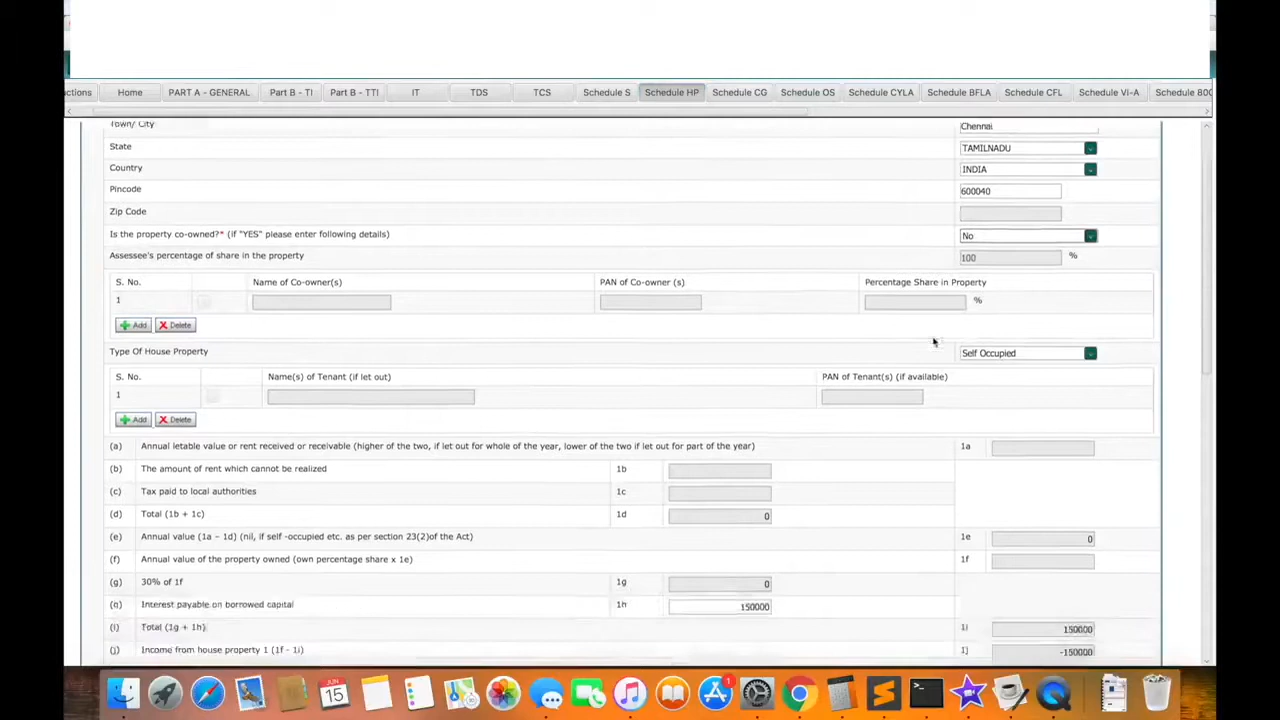 uctions Home PART A - GENERAL Part B - TI Part B - TTI IT TDS TCS Schedule S Schedule HP Schedule CG Schedule OS Schedule CYLA Schedule BFLA Schedule CFL Schedule VI-A Schedule 80G
Town/ City Chennai
State TAMILNADU
Country INDIA
Pincode 600040
Zip Code
Is the property co-owned?* (if "YES" please enter following details) No
Assessee's percentage of share in the property 100 %
S. No. Name of Co-owner(s) PAN of Co-owner (s) Percentage Share in Property
1 %
Add Delete
Type Of House Property Self Occupied
S. No. Name(s) of Tenant (if let out) PAN of Tenant(s) (if available)
1
Add Delete
(a) Annual letable value or rent received or receivable (higher of the two, if let out for whole of the year, lower of the two if let out for part of the year) 1a
(b) The amount of rent which cannot be realized 1b
(c) Tax paid to local authorities 1c
(d) Total (1b + 1c) 1d 0
(e) Annual value (1a - 1d) (nil, if self -occupied etc. as per section 23(2)of the Act) 1e 0
(f) Annual value of the property owned (own percentage share x 1e) 1f
(g) 30% of 1f 1g 0
Interest payable on borrowed capital 1h 150000
(i) Total (1g + 1h) 1i 150000
(j) Income from house property 1 (1f - 1i) 1j -150000
JUN
5
1